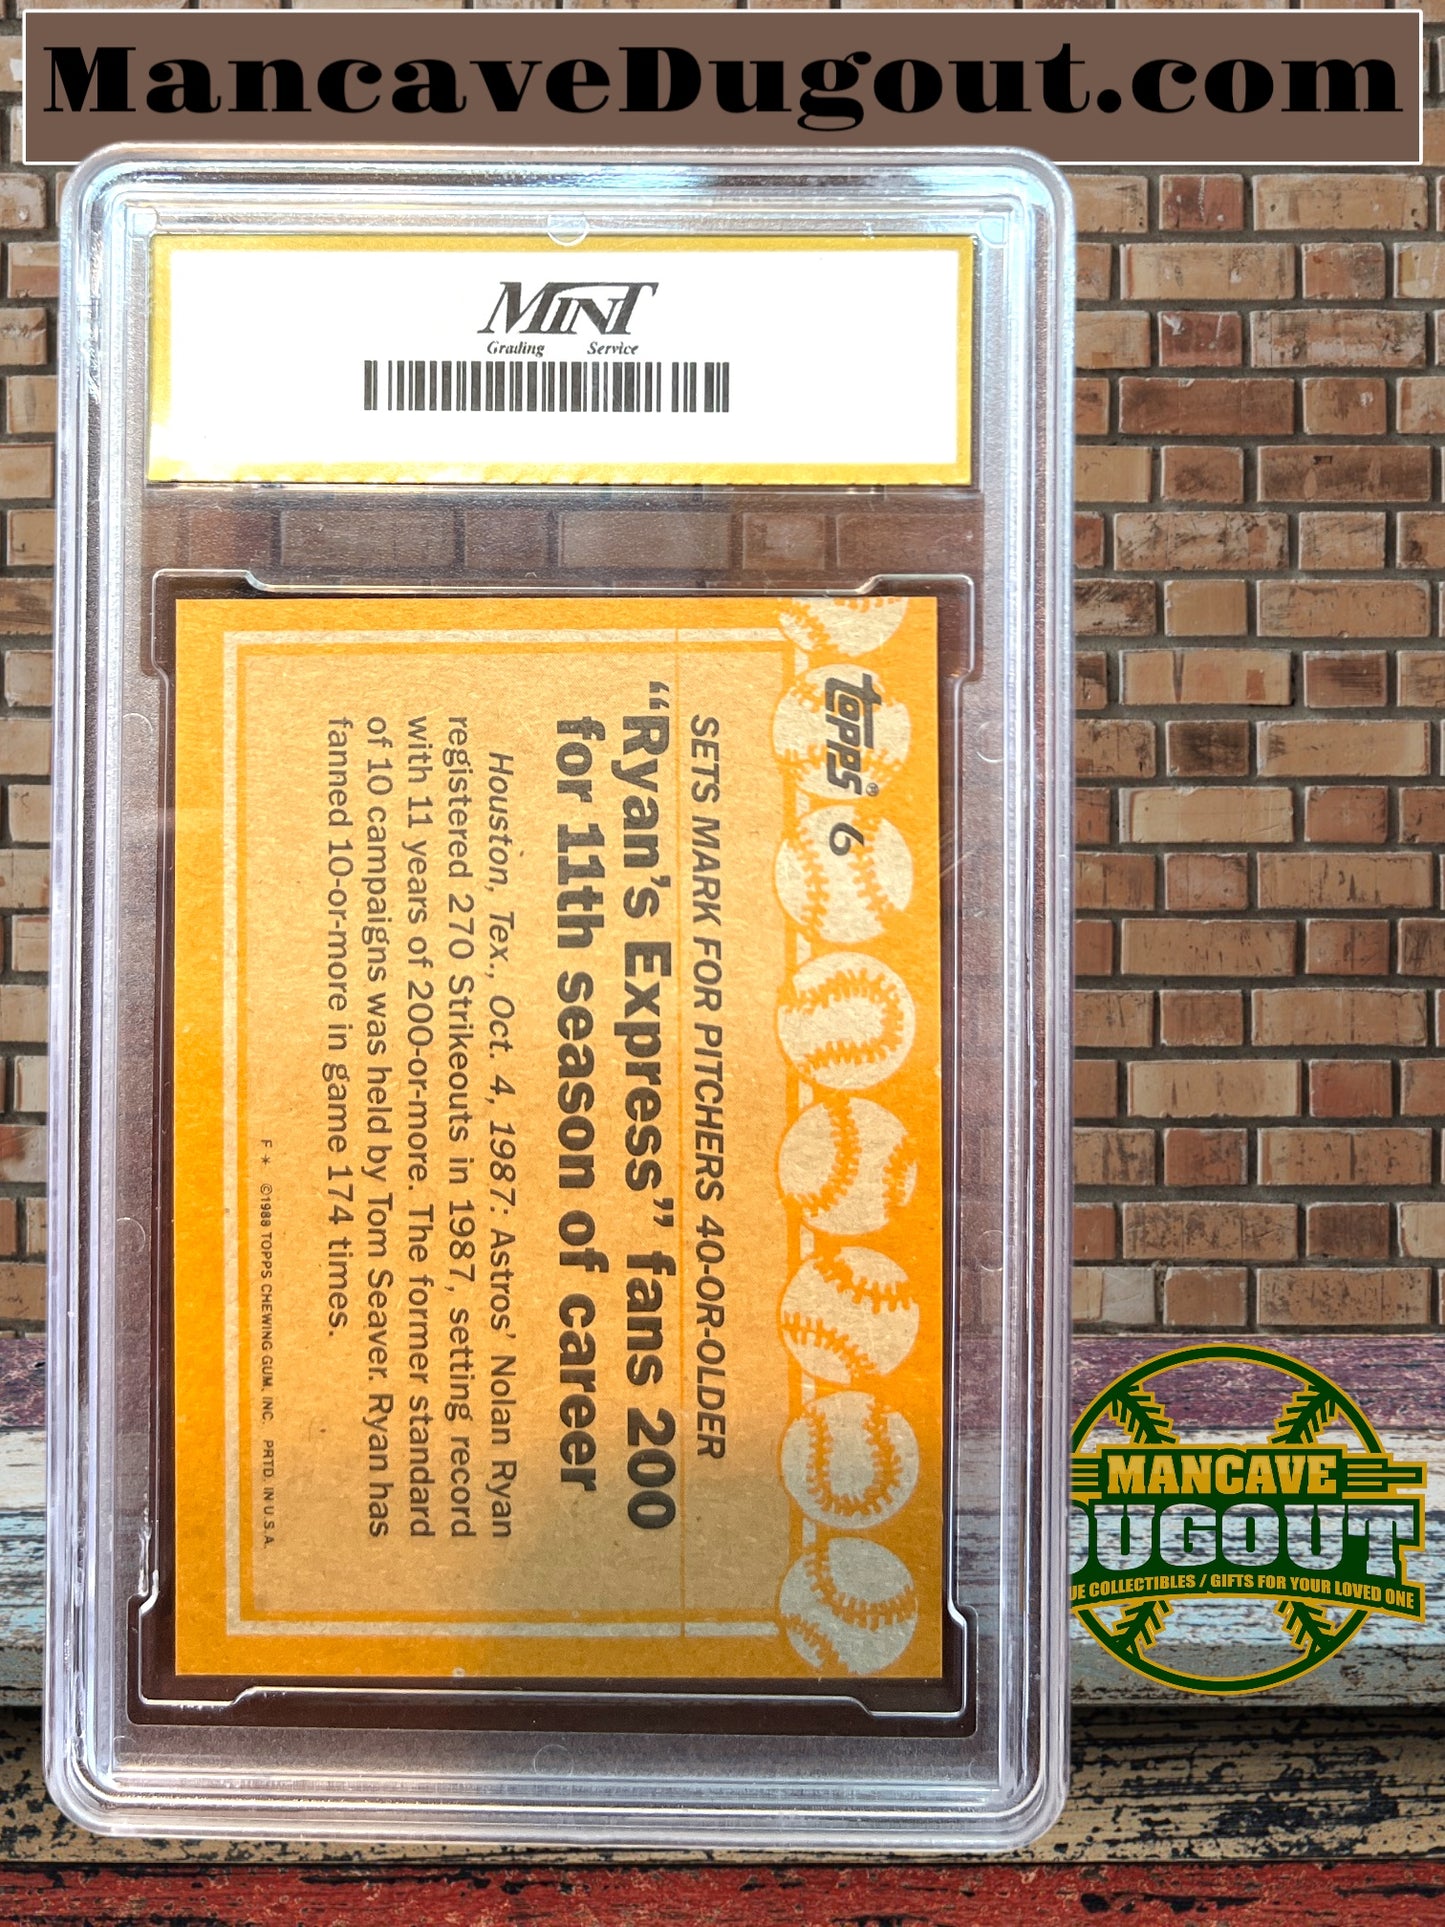 MancaveDugout.com
MINT
Grading Service
TOPPS® 6
SETS MARK FOR PITCHERS 40-OR-OLDER
“Ryan’s Express” fans 200
for 11th season of career
Houston, Tex., Oct. 4, 1987: Astros’ Nolan Ryan
registered 270 Strikeouts in 1987, setting record
with 11 years of 200-or-more. The former standard
of 10 campaigns was held by Tom Seaver. Ryan has
fanned 10-or-more in game 174 times.
F* ©1988 TOPPS CHEWING GUM, INC. PRTD. IN U.S.A.
MANCAVE
DUGOUT
COLLECTIBLES / GIFTS FOR YOUR LOVED ONE